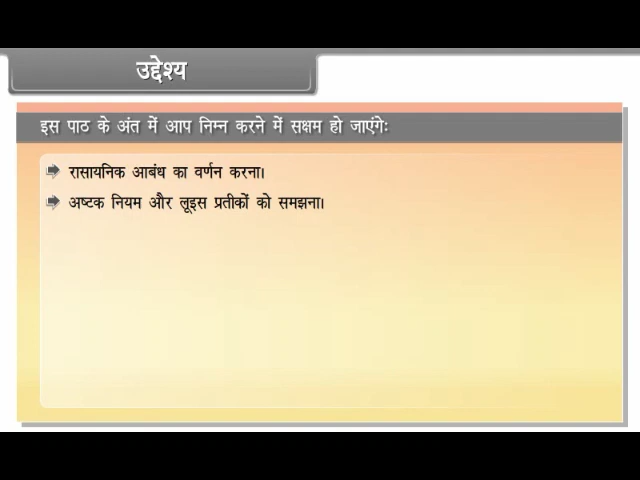 उद्देश्य
इस पाठ के अंत में आप निम्न करने में सक्षम हो जाएंगेः
रासायनिक आबंध का वर्णन करना।
अष्टक नियम और लूइस प्रतीकों को समझना।